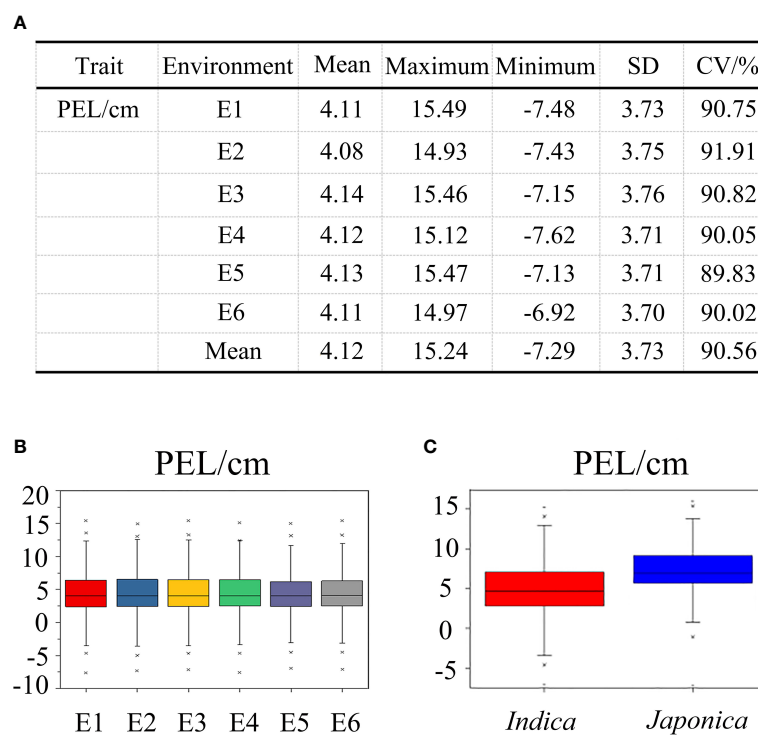 A
Trait Environment Mean Maximum Minimum SD CV/%
PEL/cm E1 4.11 15.49 -7.48 3.73 90.75
E2 4.08 14.93 -7.43 3.75 91.91
E3 4.14 15.46 -7.15 3.76 90.82
E4 4.12 15.12 -7.62 3.71 90.05
E5 4.13 15.47 -7.13 3.71 89.83
E6 4.11 14.97 -6.92 3.70 90.02
Mean 4.12 15.24 -7.29 3.73 90.56
B
PEL/cm
20
15
10
5
0
-5
-10
E1 E2 E3 E4 E5 E6
C
PEL/cm
15
10
5
0
-5
Indica Japonica